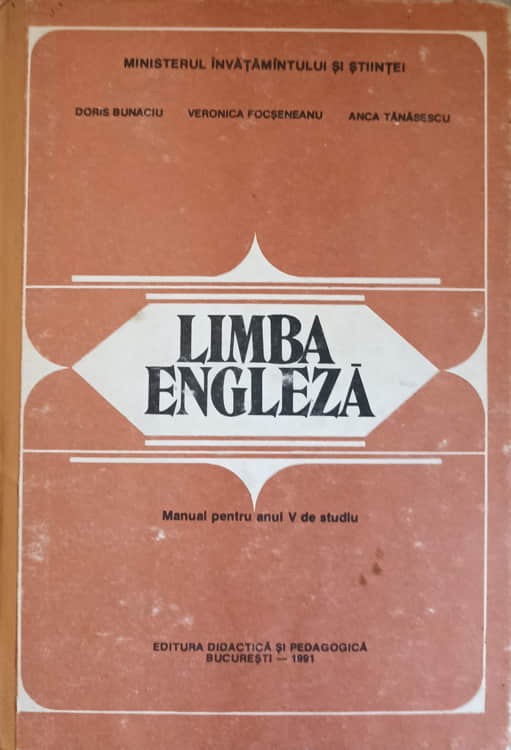 MINISTERUL ÎNVĂȚĂMÎNTULUI ȘI ȘTIINȚEI
DORIS BUNACIU VERONICA FOCȘENEANU ANCA TĂNĂSESCU
LIMBA
ENGLEZĂ
Manual pentru anul V de studiu
EDITURA DIDACTICĂ ȘI PEDAGOGICĂ
BUCUREȘTI — 1991